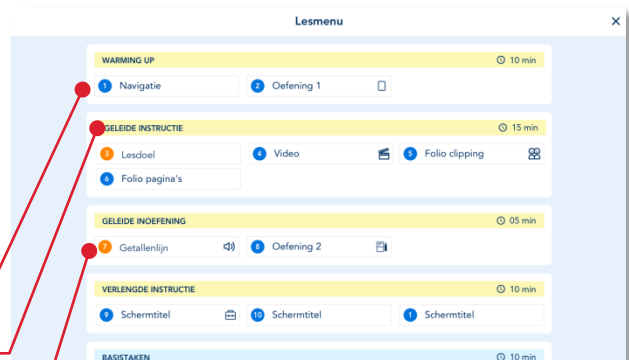 Lesmenu
WARMING UP 10 min
1 Navigatie 2 Oefening 1
GELEIDE INSTRUCTIE 15 min
3 Lesdoel 4 Video 5 Folio clipping
6 Folio pagina's
GELEIDE INOEFENING 05 min
7 Getallenlijn 8 Oefening 2
VERLENGDE INSTRUCTIE 10 min
9 Schermtitel 10 Schermtitel 1 Schermtitel
BASISTAKEN 10 min